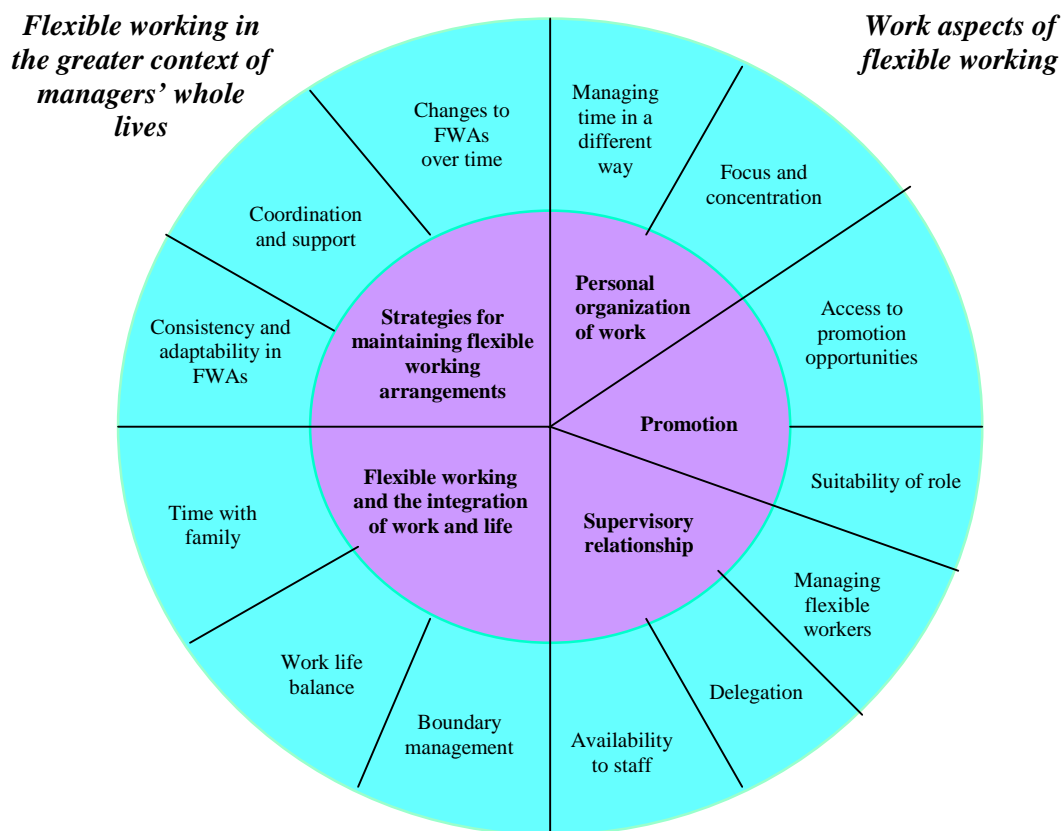 Flexible working in
the greater context of
managers' whole
lives
Work aspects of
flexible working
Changes to
FWAs
over time
Managing
time in a
different
way
Focus and
concentration
Coordination
and support
Consistency and
adaptability in
FWAs
Access to
promotion
opportunities
Strategies for
maintaining flexible
working
arrangements
Personal
organization
of work
Promotion
Flexible working
and the integration
of work and life
Supervisory
relationship
Suitability of role
Time with
family
Managing
flexible
workers
Work life
balance
Delegation
Boundary
management
Availability
to staff